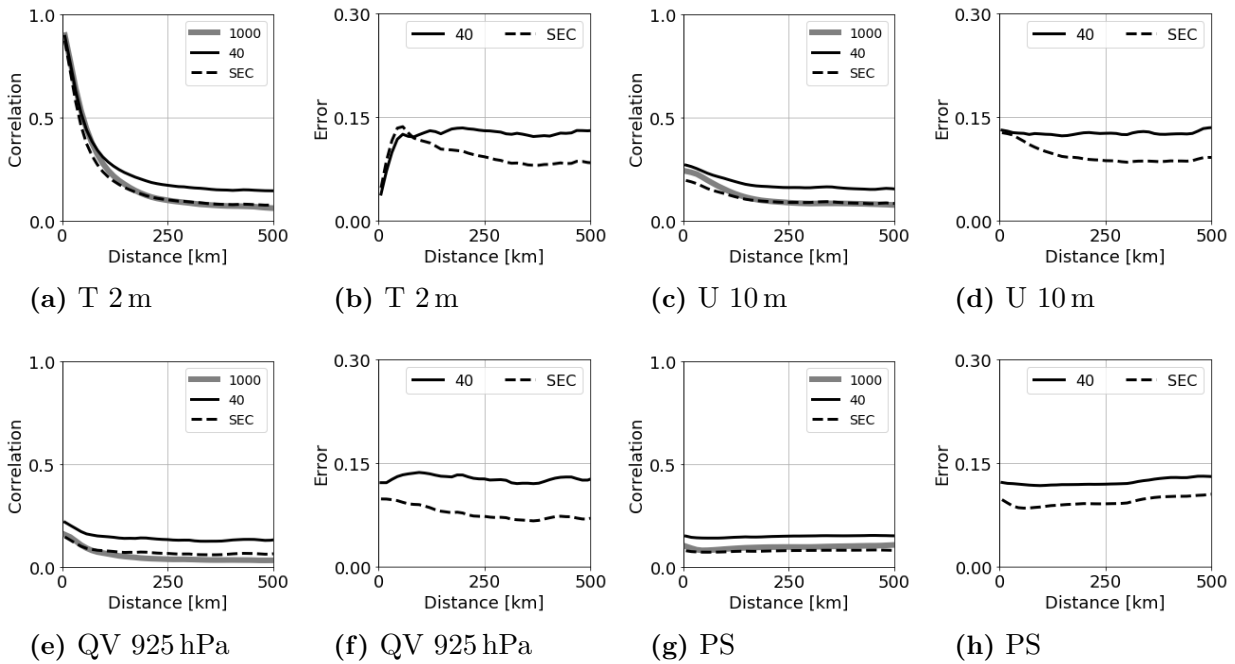 1.0
0.5
0.0
Correlation
1000
40
SEC
0 250 500
Distance [km]
(a) T 2 m
0.30
0.15
0.00
Error
40 SEC
0 250 500
Distance [km]
(b) T 2 m
1.0
0.5
0.0
Correlation
1000
40
SEC
0 250 500
Distance [km]
(c) U 10 m
0.30
0.15
0.00
Error
40 SEC
0 250 500
Distance [km]
(d) U 10 m
1.0
0.5
0.0
Correlation
1000
40
SEC
0 250 500
Distance [km]
(e) QV 925 hPa
0.30
0.15
0.00
Error
40 SEC
0 250 500
Distance [km]
(f) QV 925 hPa
1.0
0.5
0.0
Correlation
1000
40
SEC
0 250 500
Distance [km]
(g) PS
0.30
0.15
0.00
Error
40 SEC
0 250 500
Distance [km]
(h) PS